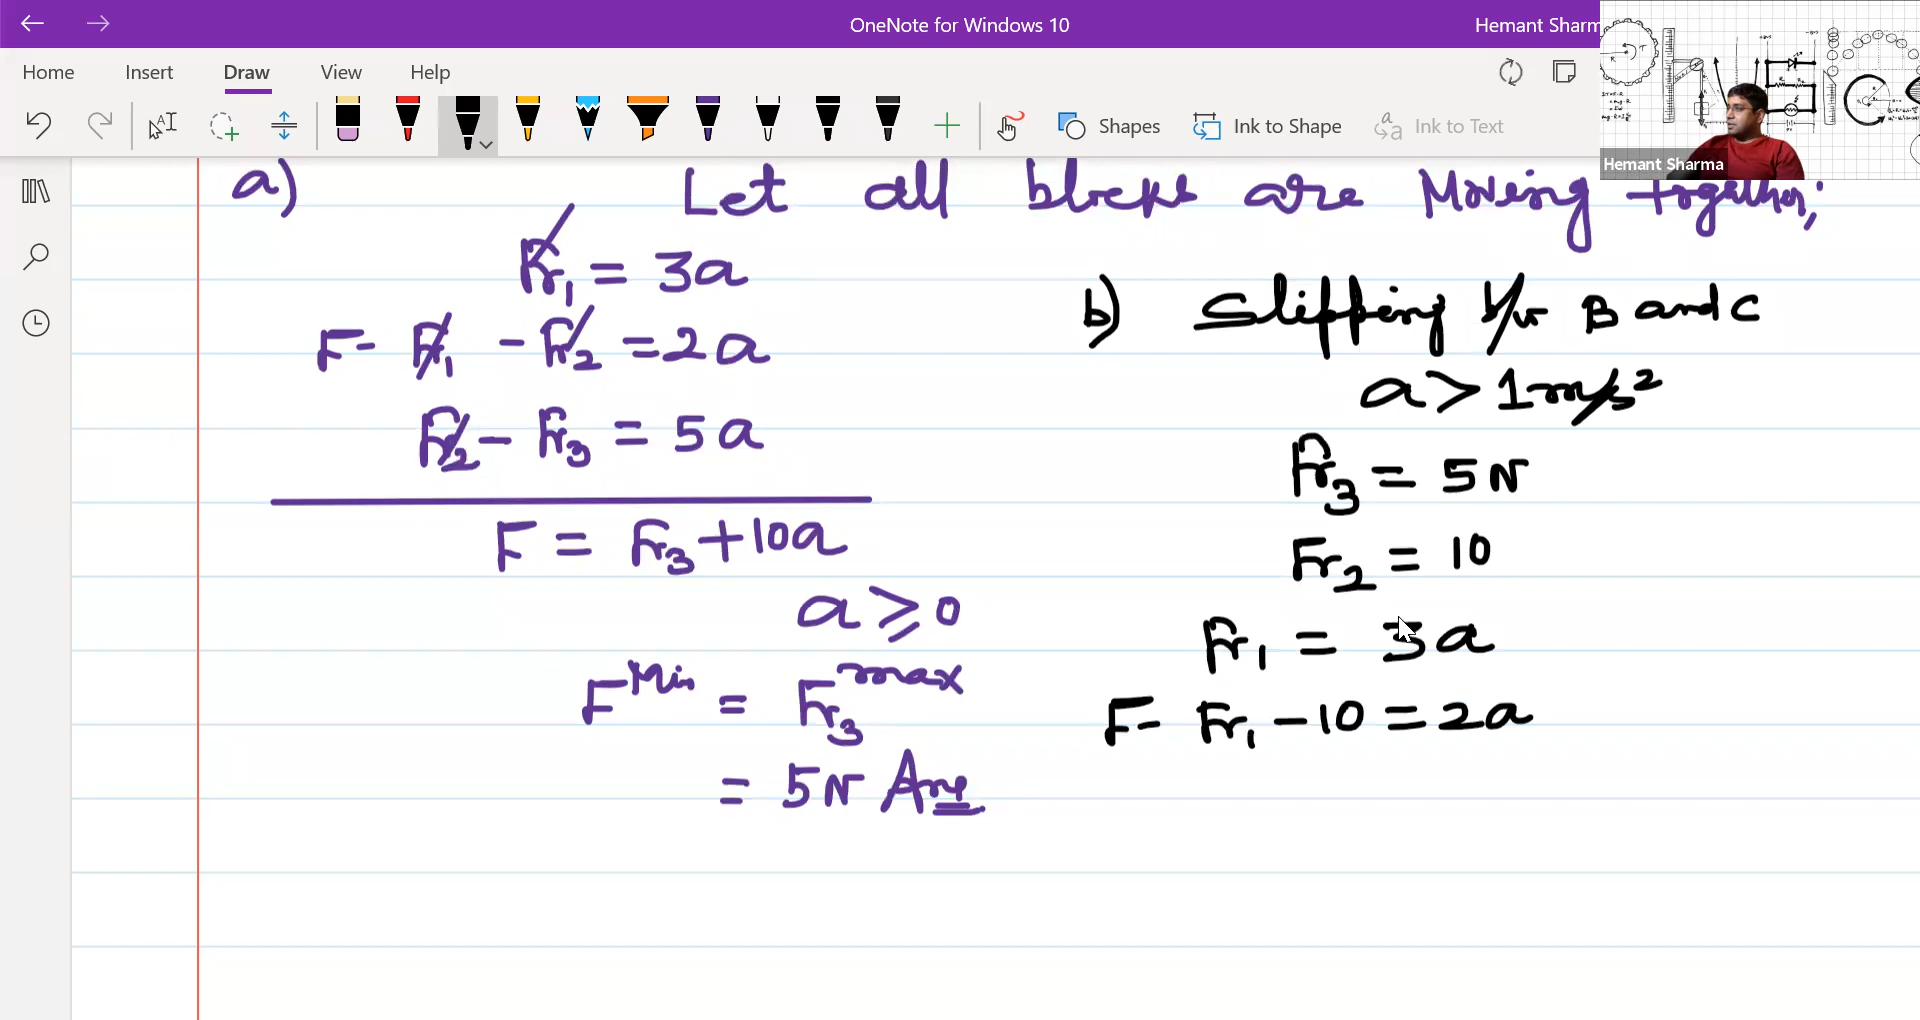 OneNote for Windows 10
Hemant Sharm
Home Insert Draw View Help
Shapes Ink to Shape Ink to Text
Hemant Sharma
a) Let all blocks are Moving together;
Fr₁ = 3a
F - Fr₁ - Fr₂ = 2a
Fr₂ - Fr₃ = 5a
F = Fr₃ + 10a
a ⩾ 0
F^Min = Fr₃^max
= 5N Ans
b) Slipping b/w B and C
a > 1m/s²
Fr₃ = 5N
Fr₂ = 10
Fr₁ = 3a
F - Fr₁ - 10 = 2a